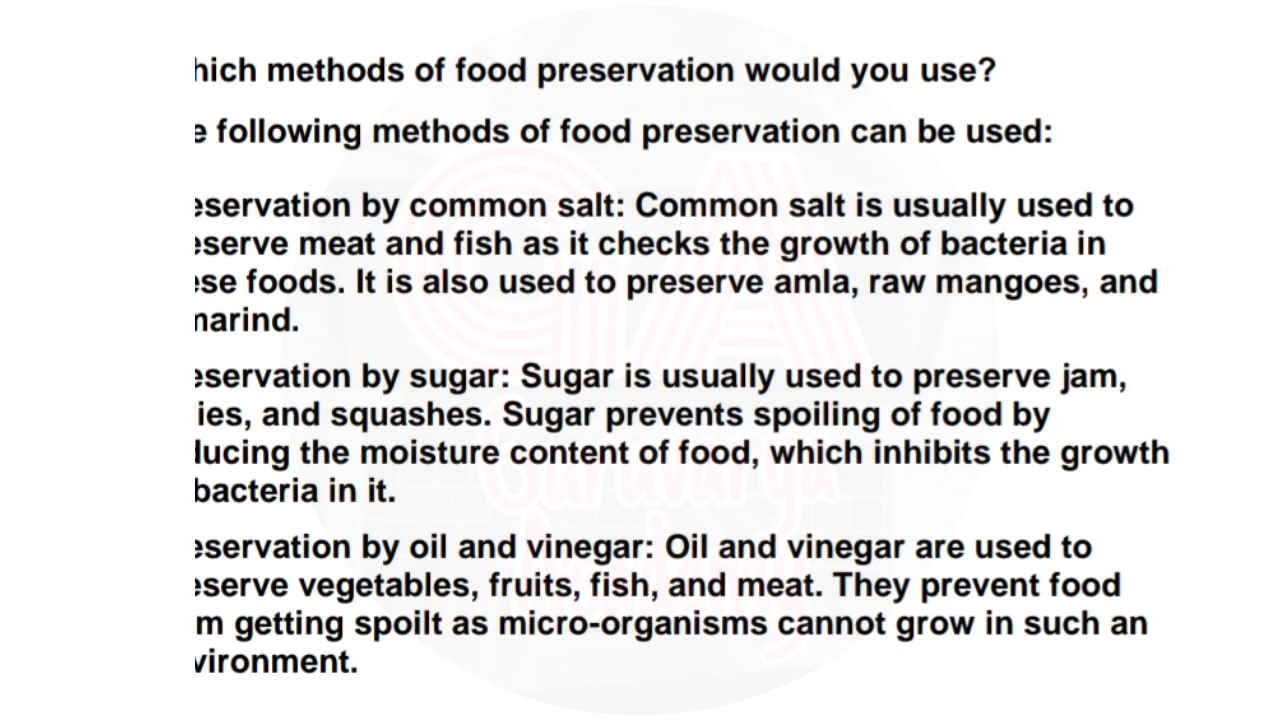 hich methods of food preservation would you use?
e following methods of food preservation can be used:
eservation by common salt: Common salt is usually used to
eserve meat and fish as it checks the growth of bacteria in
ese foods. It is also used to preserve amla, raw mangoes, and
marind.
eservation by sugar: Sugar is usually used to preserve jam,
ies, and squashes. Sugar prevents spoiling of food by
ducing the moisture content of food, which inhibits the growth
bacteria in it.
eservation by oil and vinegar: Oil and vinegar are used to
eserve vegetables, fruits, fish, and meat. They prevent food
m getting spoilt as micro-organisms cannot grow in such an
vironment.
GA
Guruvarya
Academy